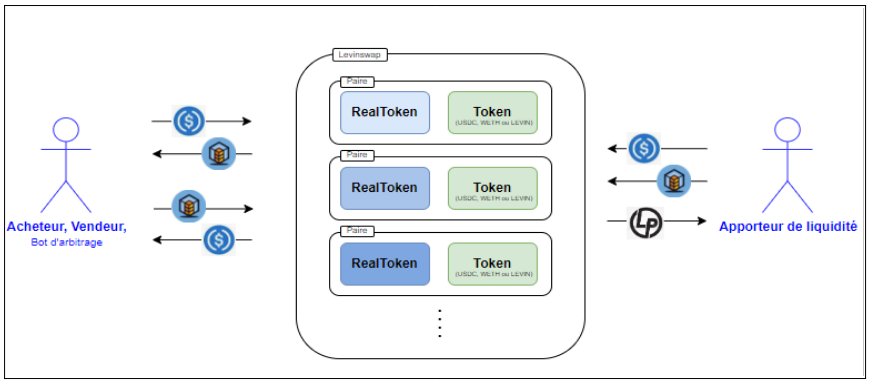 Levinswap
Paire
RealToken
Token
(USDC, WETH ou LEVIN)
Paire
RealToken
Token
(USDC, WETH ou LEVIN)
Paire
RealToken
Token
(USDC, WETH ou LEVIN)
Acheteur, Vendeur,
Bot d'arbitrage
$
$
$
LP
Apporteur de liquidité